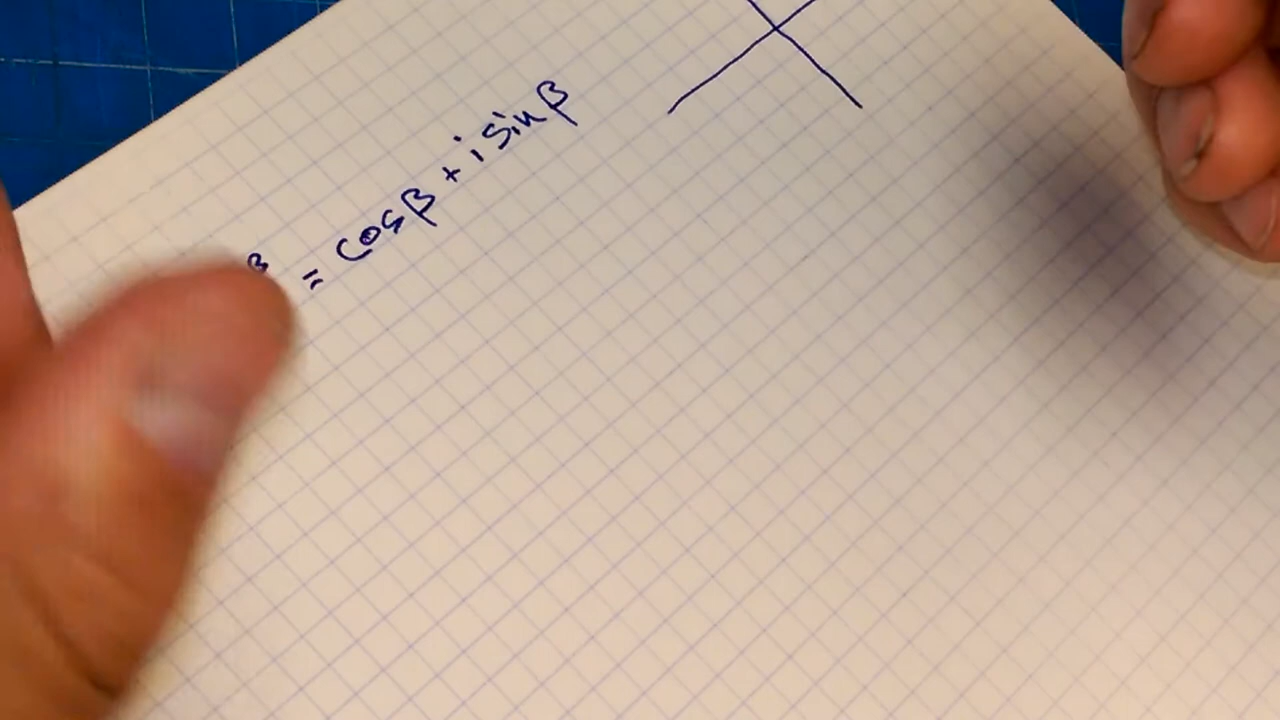 β = cosβ + i sinβ